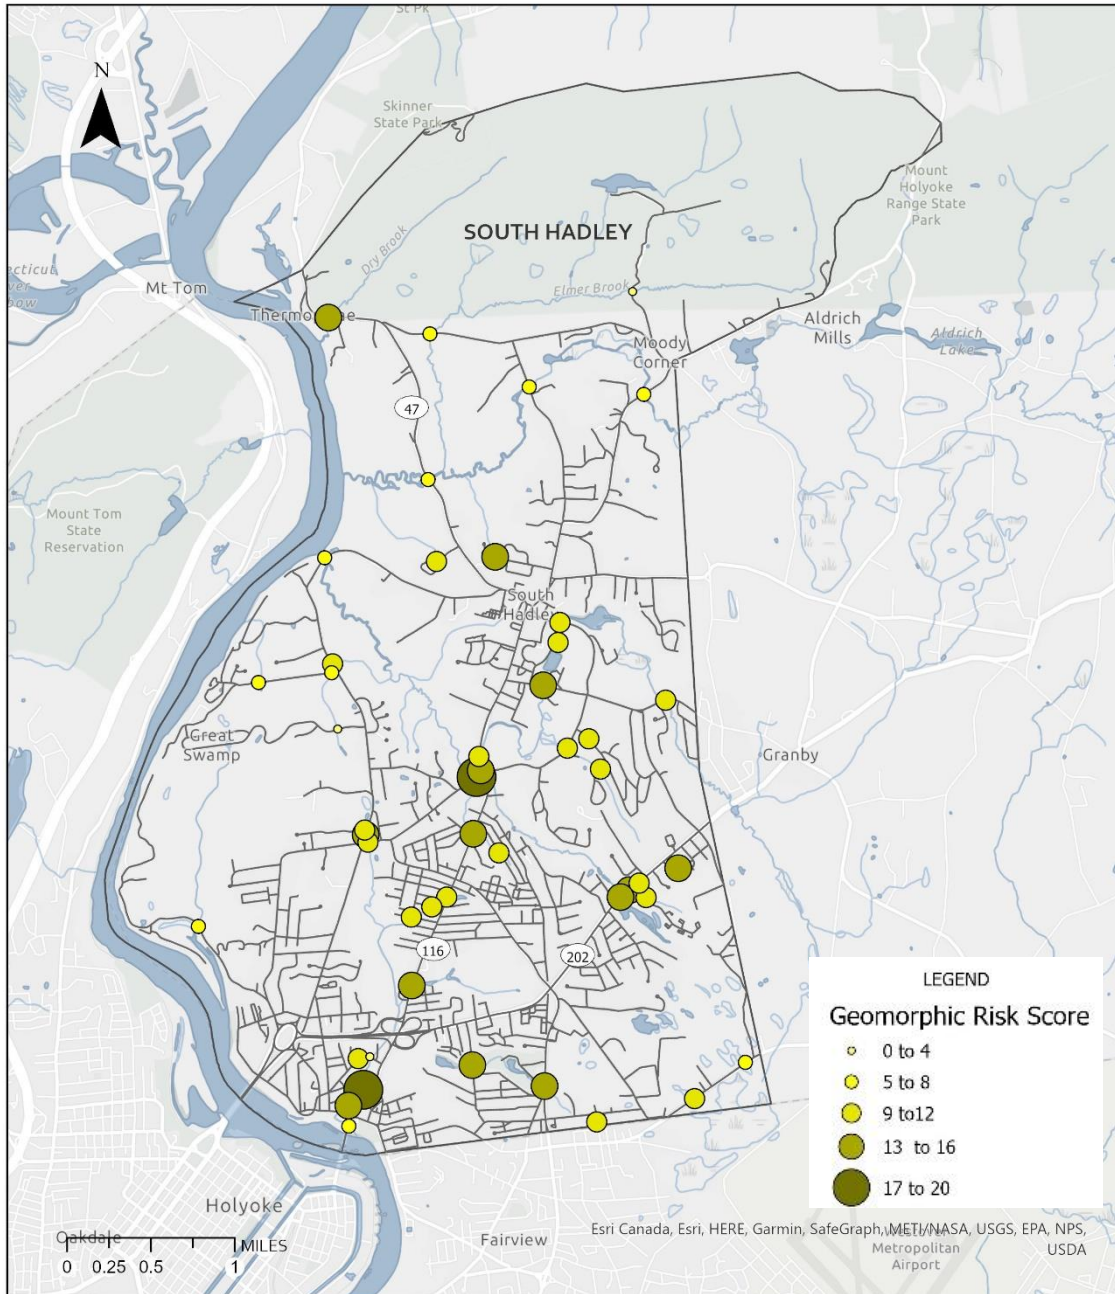 St Pk
N
Skinner
State Park
Mount
Holyoke
Range State
Park
SOUTH HADLEY
Dry Brook
Mt Tom
Elmer Brook
Moody
Corner
Aldrich
Mills
Aldrich
Lake
47
Mount Tom
State
Reservation
South
Hadley
Great
Swamp
Granby
116
202
LEGEND
Geomorphic Risk Score
0 to 4
5 to 8
9 to12
13 to 16
17 to 20
Holyoke
Oakdale
Fairview
MILES
0 0.25 0.5 1
Esri Canada, Esri, HERE, Garmin, SafeGraph, METI/NASA, USGS, EPA, NPS,
USDA
Metropolitan
Airport